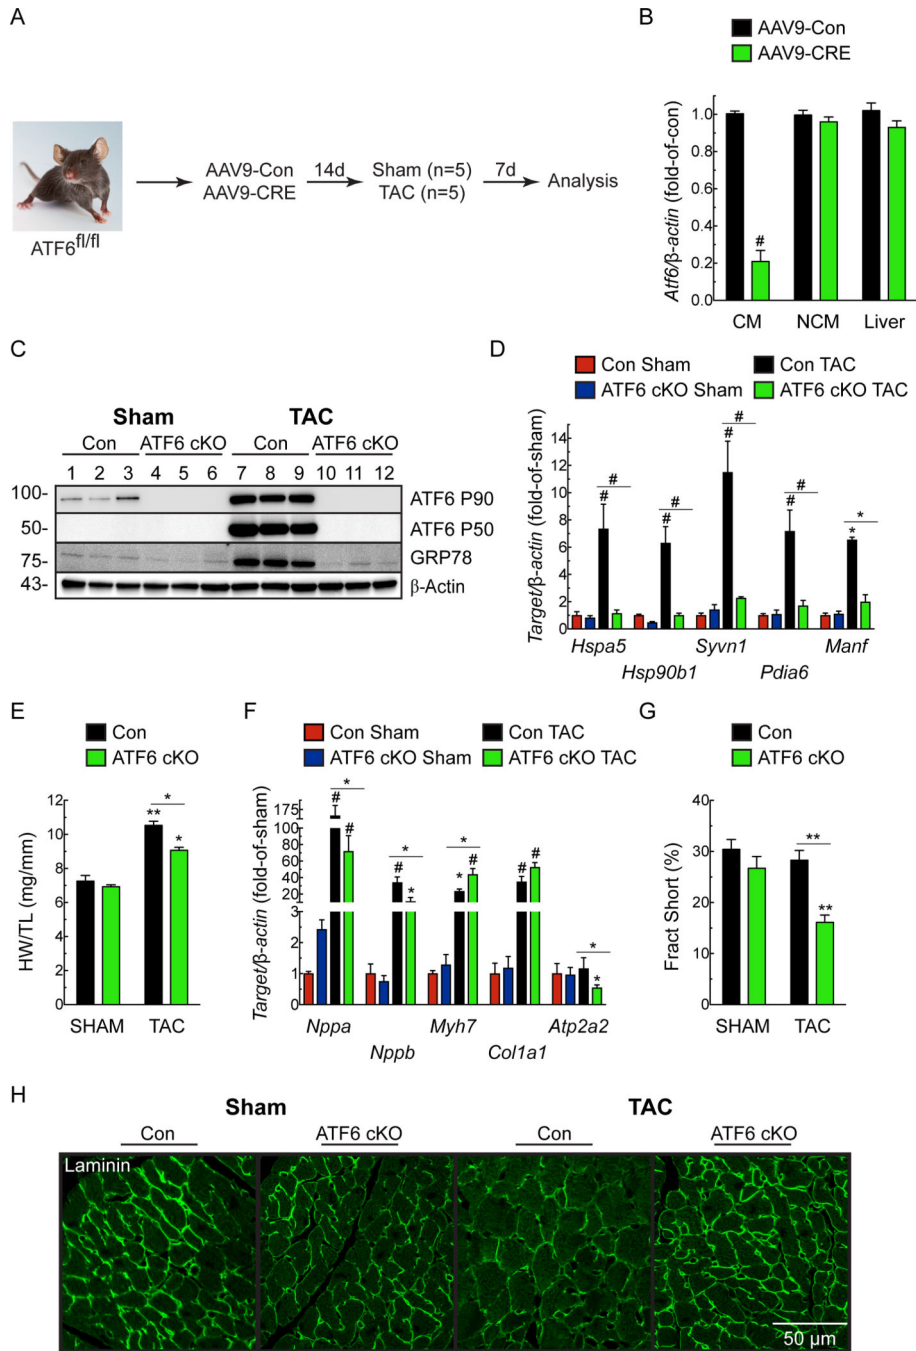 A
ATF6fl/fl
AAV9-Con
AAV9-CRE
14d
Sham (n=5)
TAC (n=5)
7d
Analysis
B
AAV9-Con
AAV9-CRE
Atf6/β-actin (fold-of-con)
1.0
0.8
0.6
0.4
0.2
0.0
#
CM NCM Liver
C
Sham TAC
Con ATF6 cKO Con ATF6 cKO
1 2 3 4 5 6 7 8 9 10 11 12
100- ATF6 P90
50- ATF6 P50
75- GRP78
43- β-Actin
D
Con Sham Con TAC
ATF6 cKO Sham ATF6 cKO TAC
Target/β-actin (fold-of-sham)
14
12
10
8
6
4
2
0
# # # # # # # # * *
Hspa5 Syvn1 Manf
Hsp90b1 Pdia6
E
Con
ATF6 cKO
HW/TL (mg/mm)
12
10
8
6
4
2
0
*
** *
SHAM TAC
F
Con Sham Con TAC
ATF6 cKO Sham ATF6 cKO TAC
Target/β-actin (fold-of-sham)
175
100
80
60
40
20
3
2
1
0
* # #
* # *
* * #
# #
* *
Nppa Myh7 Atp2a2
Nppb Col1a1
G
Con
ATF6 cKO
Fract Short (%)
40
30
20
10
0
**
**
SHAM TAC
H
Sham TAC
Con ATF6 cKO Con ATF6 cKO
Laminin
50 µm